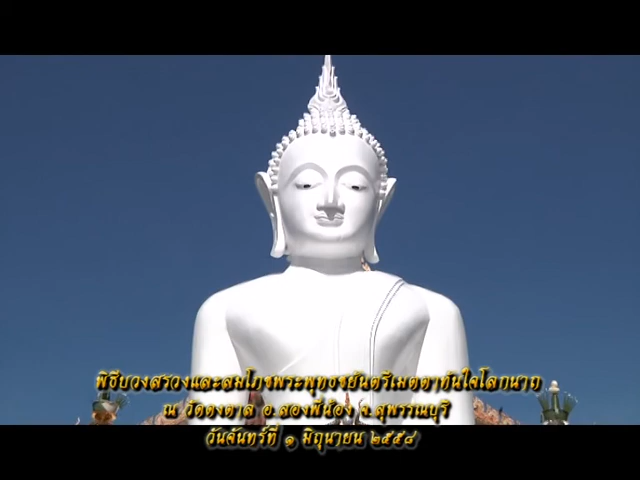 พิธีบวงสรวงและสมโภชพระพุทธชยันตรีเมตตาทันใจโลกนาถ
ณ วัดดงตาล อ.สองพี่น้อง จ.สุพรรณบุรี
วันจันทร์ที่ ๑ มิถุนายน ๒๕๕๘